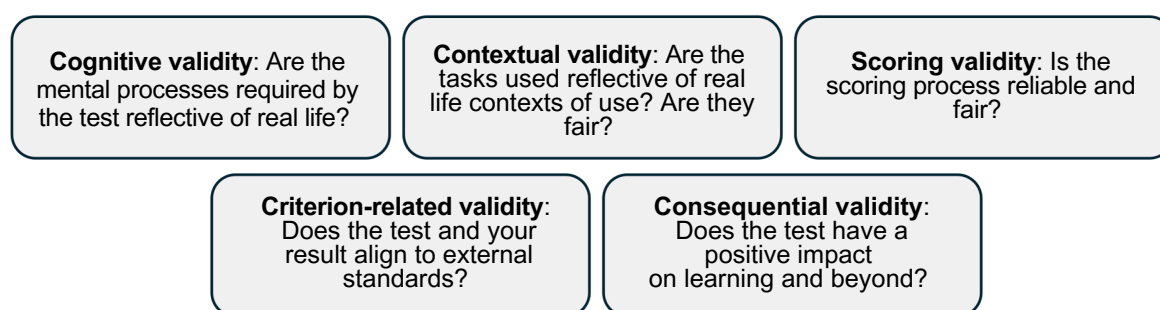 Cognitive validity: Are the
mental processes required by
the test reflective of real life?
Contextual validity: Are the
tasks used reflective of real
life contexts of use? Are they
fair?
Scoring validity: Is the
scoring process reliable and
fair?
Criterion-related validity:
Does the test and your
result align to external
standards?
Consequential validity:
Does the test have a
positive impact
on learning and beyond?